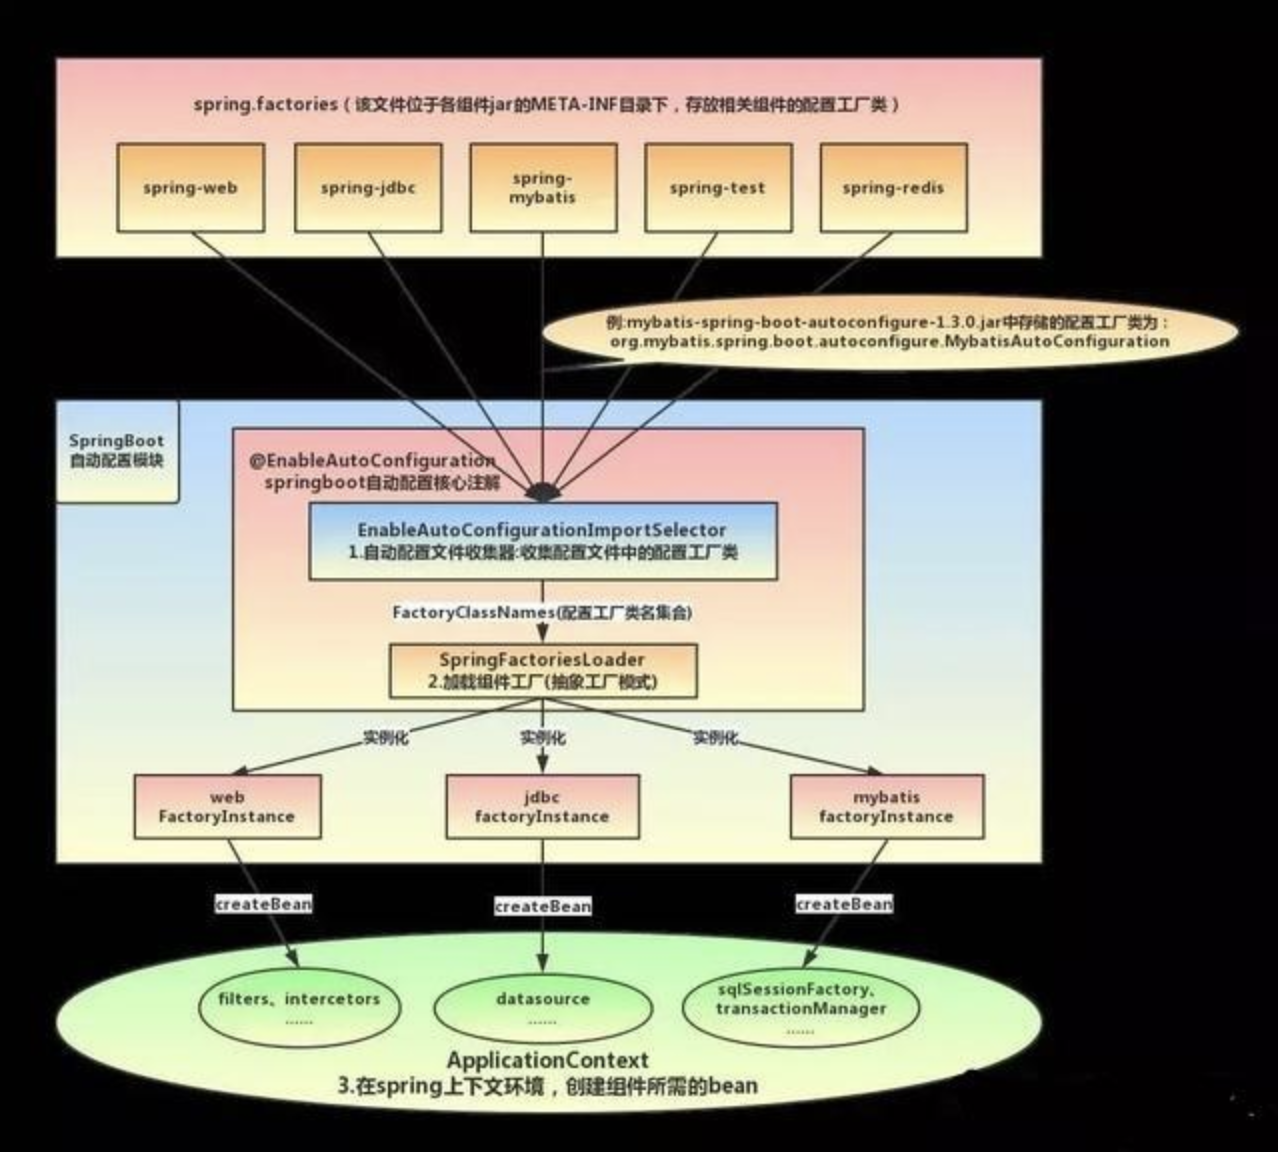 spring.factories（该文件位于各组件jar的META-INF目录下，存放相关组件的配置工厂类）
spring-web
spring-jdbc
spring-
mybatis
spring-test
spring-redis
例:mybatis-spring-boot-autoconfigure-1.3.0.jar中存储的配置工厂类为：
org.mybatis.spring.boot.autoconfigure.MybatisAutoConfiguration
SpringBoot
自动配置模块
@EnableAutoConfiguration
springboot自动配置核心注解
EnableAutoConfigurationImportSelector
1.自动配置文件收集器:收集配置文件中的配置工厂类
FactoryClassNames(配置工厂类名集合)
SpringFactoriesLoader
2.加载组件工厂(抽象工厂模式)
实例化
实例化
实例化
web
FactoryInstance
jdbc
factoryInstance
mybatis
factoryInstance
createBean
createBean
createBean
filters、intercetors
......
datasource
......
sqlSessionFactory、
transactionManager
......
ApplicationContext
3.在spring上下文环境，创建组件所需的bean